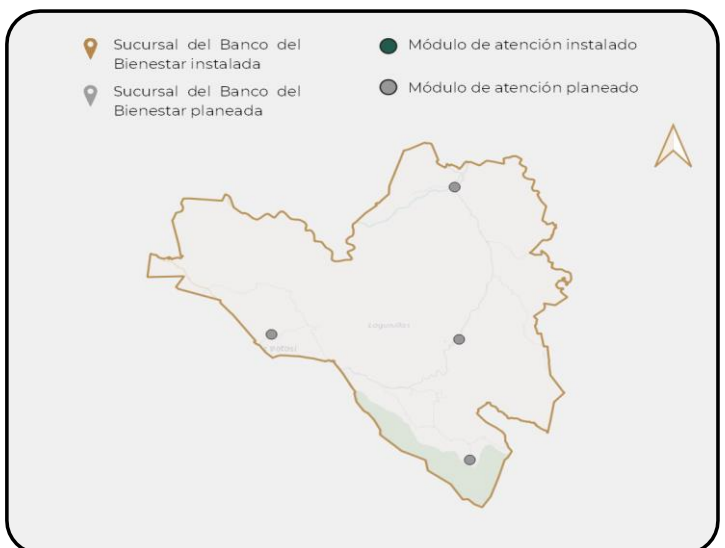 Sucursal del Banco del
Bienestar instalada
Sucursal del Banco del
Bienestar planeada
Módulo de atención instalado
Módulo de atención planeado
Lagunillas